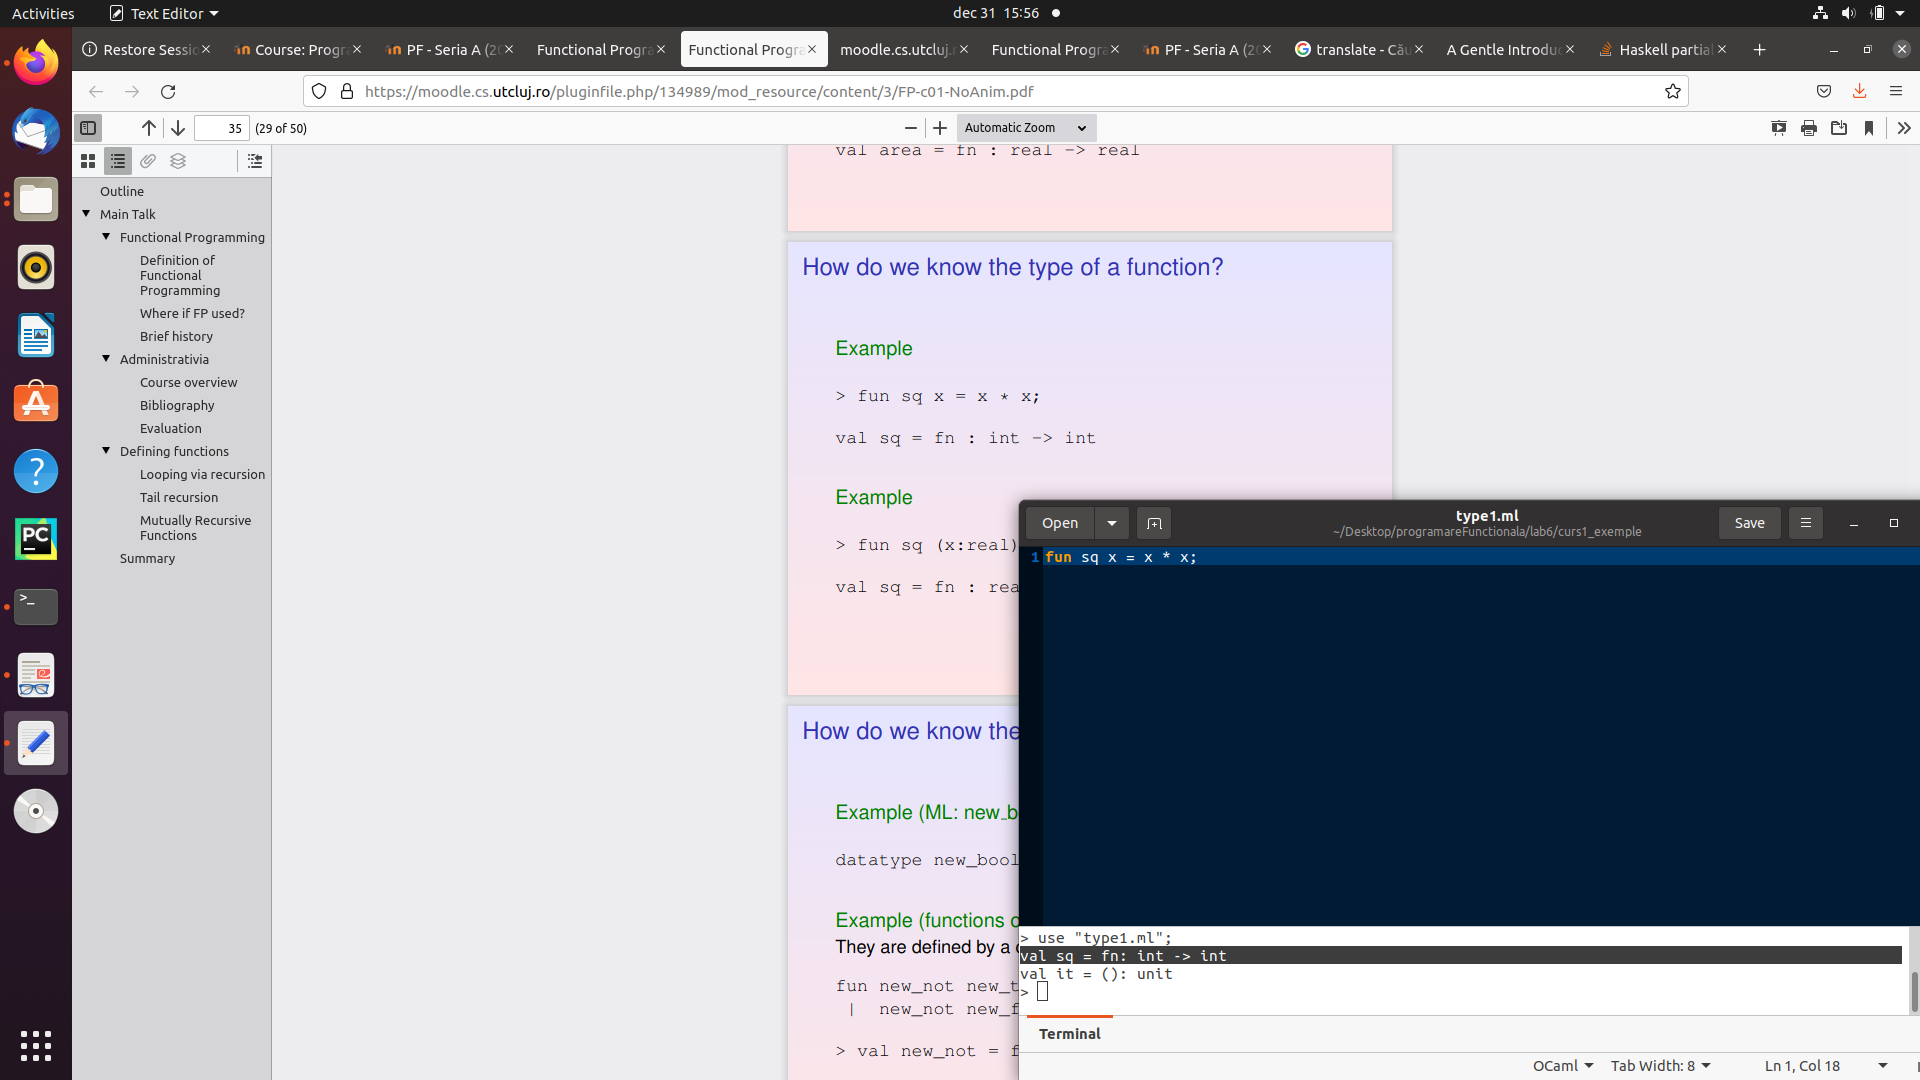 Activities
Text Editor
dec 31 15:56
Restore Sessio
Course: Progr
PF - Seria A (20
Functional Progra
Functional Progra
moodle.cs.utcluj.r
Functional Progra
PF - Seria A (20
translate - Cău
A Gentle Introduc
Haskell partial
https://moodle.cs.utcluj.ro/pluginfile.php/134989/mod_resource/content/3/FP-c01-NoAnim.pdf
35 (29 of 50)
Automatic Zoom
Outline
Main Talk
Functional Programming
Definition of
Functional
Programming
Where if FP used?
Brief history
Administrativia
Course overview
Bibliography
Evaluation
Defining functions
Looping via recursion
Tail recursion
Mutually Recursive
Functions
Summary
val area = fn : real -> real
How do we know the type of a function?
Example
> fun sq x = x * x;
val sq = fn : int -> int
Example
> fun sq (x:real)
val sq = fn : rea
How do we know the
Example (ML: new_b
datatype new_bool
Example (functions o
They are defined by a c
fun new_not new_t
| new_not new_f
> val new_not = f
Open
type1.ml
~/Desktop/programareFunctionala/lab6/curs1_exemple
Save
1 fun sq x = x * x;
> use "type1.ml";
val sq = fn: int -> int
val it = (): unit
>
Terminal
OCaml
Tab Width: 8
Ln 1, Col 18
PC
>_